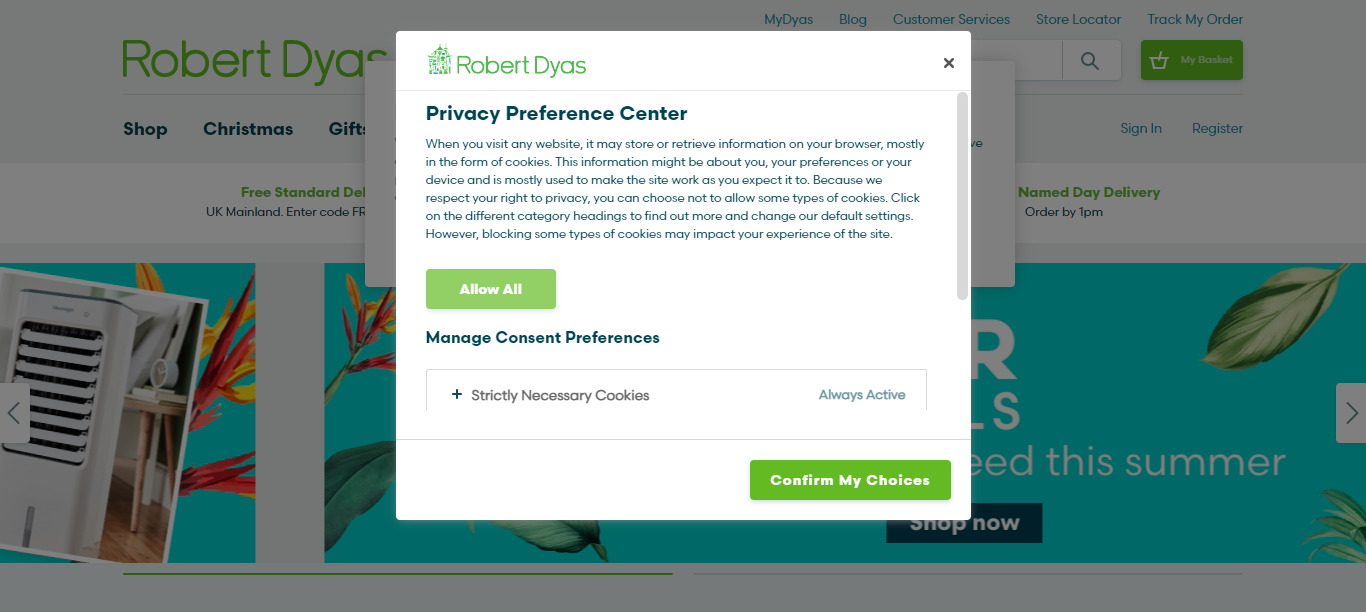 MyDyas Blog Customer Services Store Locator Track My Order
Robert Dyas
My Basket
Shop Christmas Gifts
Sign In Register
Free Standard Del
UK Mainland. Enter code FR
Named Day Delivery
Order by 1pm
Robert Dyas
Privacy Preference Center
When you visit any website, it may store or retrieve information on your browser, mostly
in the form of cookies. This information might be about you, your preferences or your
device and is mostly used to make the site work as you expect it to. Because we
respect your right to privacy, you can choose not to allow some types of cookies. Click
on the different category headings to find out more and change our default settings.
However, blocking some types of cookies may impact your experience of the site.
Allow All
Manage Consent Preferences
+ Strictly Necessary Cookies Always Active
Confirm My Choices
eed this summer
Shop now